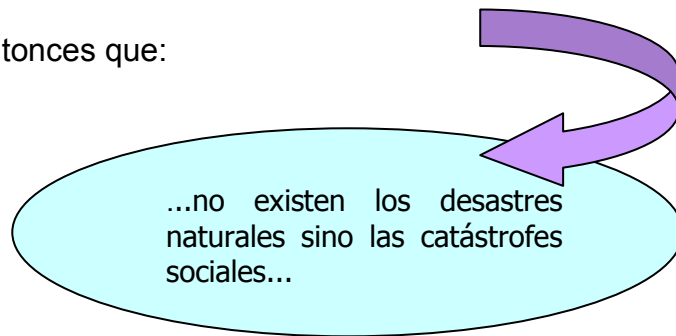 tonces que:
...no existen los desastres
naturales sino las catástrofes
sociales...